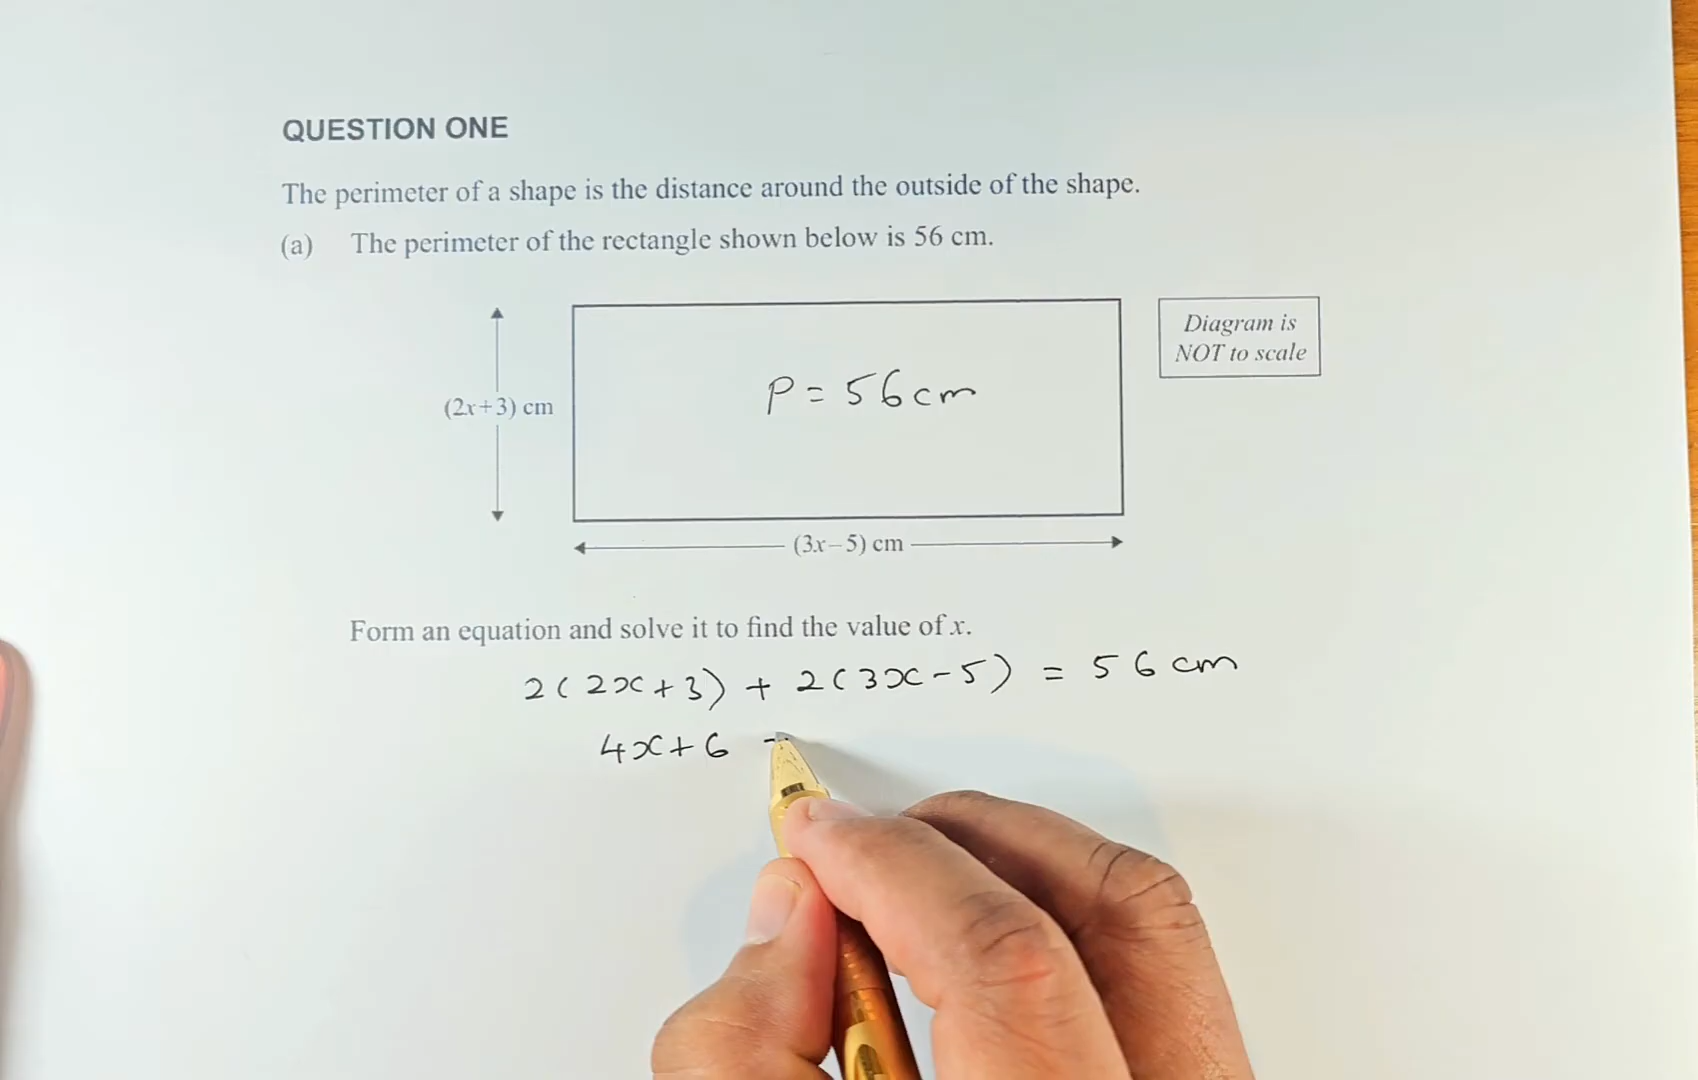 QUESTION ONE
The perimeter of a shape is the distance around the outside of the shape.
(a) The perimeter of the rectangle shown below is 56 cm.
Diagram is
NOT to scale
P = 56cm
(2x+3) cm
(3x–5) cm
Form an equation and solve it to find the value of x.
2(2x+3) + 2(3x-5) = 56 cm
4x+6